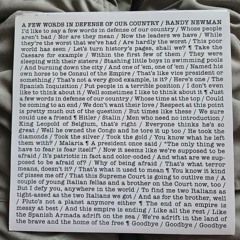 A FEW WORDS IN DEFENSE OF OUR COUNTRY / RANDY NEWMAN
I'd like to say a few words in defense of our country / Whose people
aren't bad / Nor are they mean / Now the leaders we have / While
they're the worst that we've had / Are hardly the worst / This poor
world has seen / Let's turn history's pages, shall we? ¶ Take the
Caesars for example / Within the first few of them / They were
sleeping with their sisters / Stashing little boys in swimming pools
/ And burning down the city / And one of 'em, one of 'em / Named his
own horse to be Consul of the Empire / That's like vice president or
something / That's not a very good example, is it? / Here's one / The
Spanish Inquisition / Put people in a terrible position / I don't even
like to think about it / Well sometimes I like to think about it ¶ Just
a few words in defense of our country / Whose time at the top / Could
be coming to an end / We don't want their love / Respect at this point
is pretty much out of the question / But in times like these / We sure
could use a friend ¶ Hitler / Stalin / Men who need no introduction /
King Leopold of Belgium, that's right / Everyone thinks he's so
great / Well he owned the Congo and he tore it up too / He took the
diamonds / Took the silver / Took the gold / You know what he left
them with? / Malaria ¶ A president once said / "The only thing we
have to fear is fear itself" / Now it seems like we're supposed to be
afraid / It's patriotic in fact and color coded / And what are we sup-
posed to be afraid of? / Why of being afraid / That's what terror
means, doesn't it? / That's what it used to mean ¶ You know it kind
of pisses me off / That this Supreme Court is going to outlive me / A
couple of young Italian fellas and a brother on the Court now, too /
But I defy you, anywhere in the world / To find me two Italians as
tight-assed as the two Italians we got / And as for the brother, well
/ Pluto's not a planet anymore either ¶ The end of an empire is
messy at best / And this empire is ending / Like all the rest / Like
the Spanish Armada adrift on the sea / We're adrift in the land of
the brave and the home of the free ¶ Goodbye / Goodbye / Goodbye